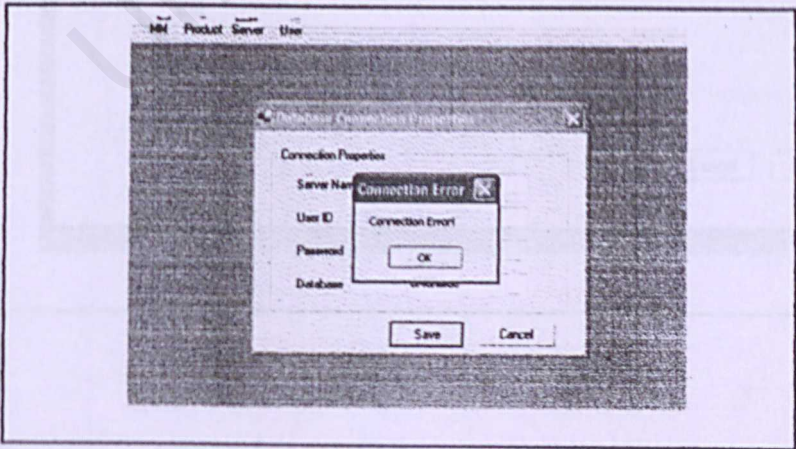 Product Server User
Database Connection Properties
Connection Properties
Server Nam
Connection Error
User ID
Connection Error!
Password
OK
Database
Save Cancel